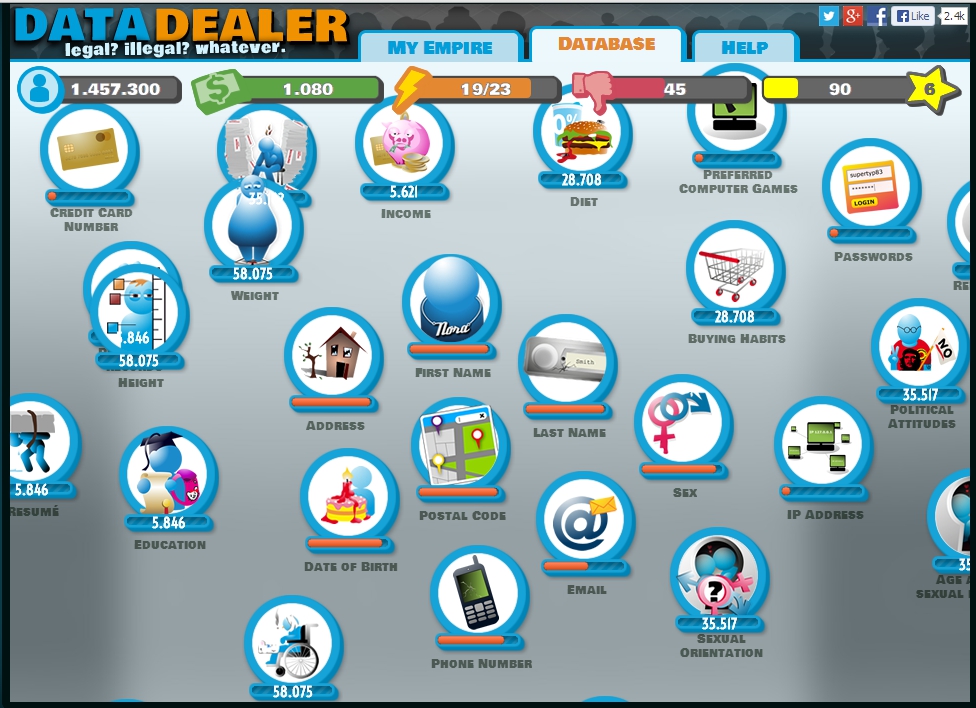 DATADEALER
legal? illegal? whatever.
MY EMPIRE
DATABASE
HELP
Like
2.4k
1.457.300
1.080
19/23
45
90
6
CREDIT CARD
NUMBER
5.621
INCOME
0%
28.708
DIET
PREFERRED
COMPUTER GAMES
supertyp83
LOGIN
PASSWORDS
58.075
WEIGHT
28.708
BUYING HABITS
5.846
58.075
HEIGHT
Nora
FIRST NAME
ADDRESS
Smith
LAST NAME
NO
35.517
POLITICAL
ATTITUDES
5.846
RESUMÉ
5.846
EDUCATION
POSTAL CODE
SEX
IP ADDRESS
DATE OF BIRTH
@
EMAIL
PHONE NUMBER
?
35.517
SEXUAL
ORIENTATION
35
AGE
SEXUAL
58.075